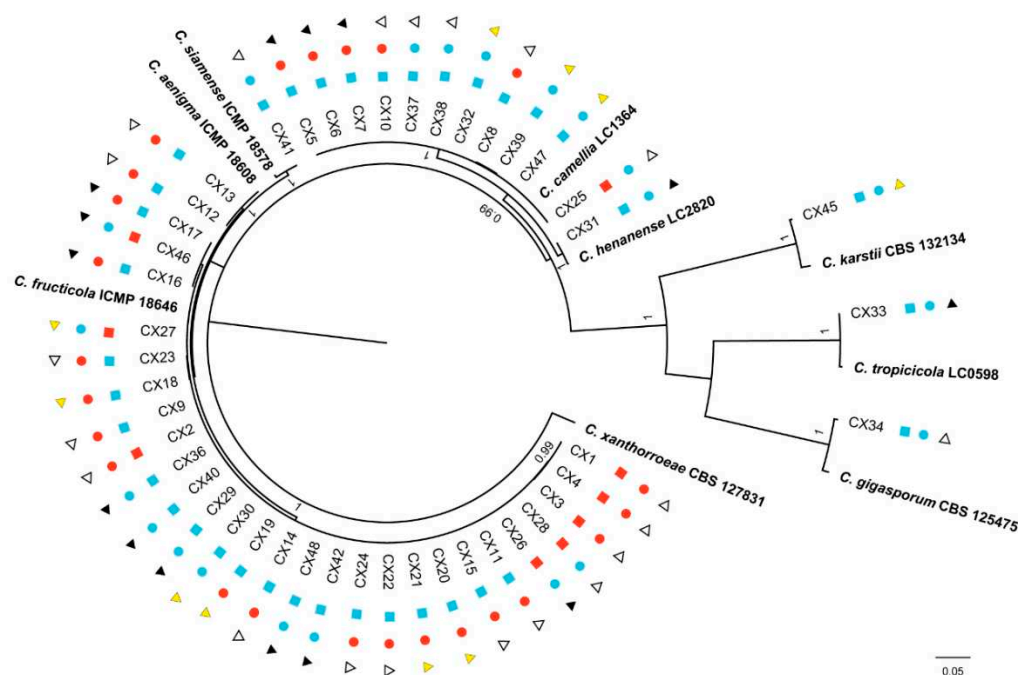 CX41
CX5
CX6
CX7
CX10
CX37
CX38
CX32
CX8
CX39
CX47
C. camellia LC1364
CX25
CX31
C. henanense LC2820
CX45
C. karstii CBS 132134
CX33
C. tropicicola LC0598
CX34
C. gigasporum CBS 125475
C. xanthorroeae CBS 127831
CX1
CX4
CX3
CX28
CX26
CX11
CX15
CX20
CX21
CX22
CX24
CX42
CX48
CX14
CX19
CX30
CX29
CX40
CX36
CX2
CX9
CX18
CX23
CX27
C. fructicola ICMP 18646
CX16
CX46
CX17
CX12
CX13
C. aenigma ICMP 18608
C. siamense ICMP 18578
1
1
1
0.99
1
1
1
1
1
0.99
1
0.05